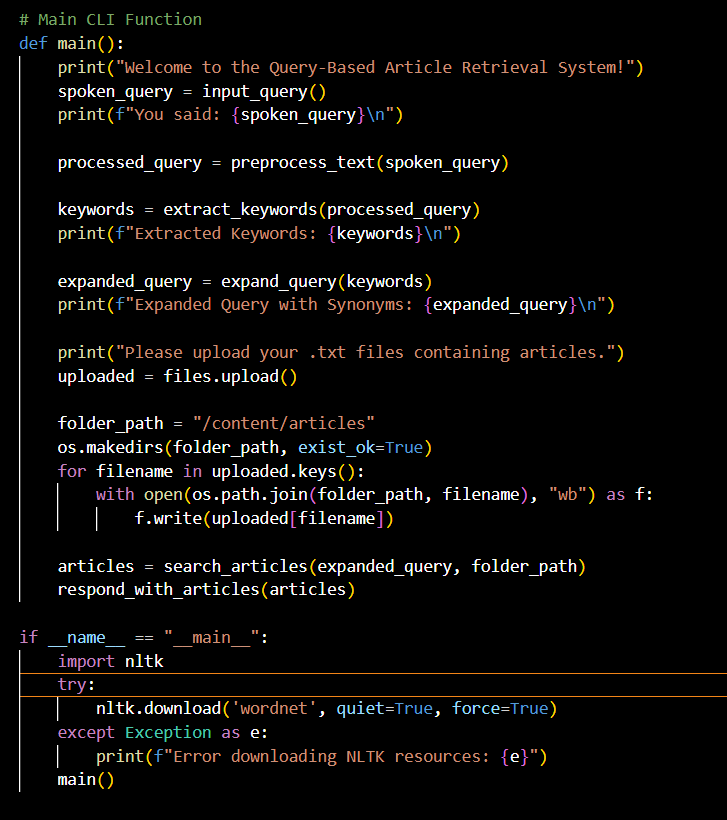 # Main CLI Function
def main():
    print("Welcome to the Query-Based Article Retrieval System!")
    spoken_query = input_query()
    print(f"You said: {spoken_query}\n")

    processed_query = preprocess_text(spoken_query)

    keywords = extract_keywords(processed_query)
    print(f"Extracted Keywords: {keywords}\n")

    expanded_query = expand_query(keywords)
    print(f"Expanded Query with Synonyms: {expanded_query}\n")

    print("Please upload your .txt files containing articles.")
    uploaded = files.upload()

    folder_path = "/content/articles"
    os.makedirs(folder_path, exist_ok=True)
    for filename in uploaded.keys():
        with open(os.path.join(folder_path, filename), "wb") as f:
            f.write(uploaded[filename])

    articles = search_articles(expanded_query, folder_path)
    respond_with_articles(articles)

if __name__ == "__main__":
    import nltk
    try:
        nltk.download('wordnet', quiet=True, force=True)
    except Exception as e:
        print(f"Error downloading NLTK resources: {e}")
    main()